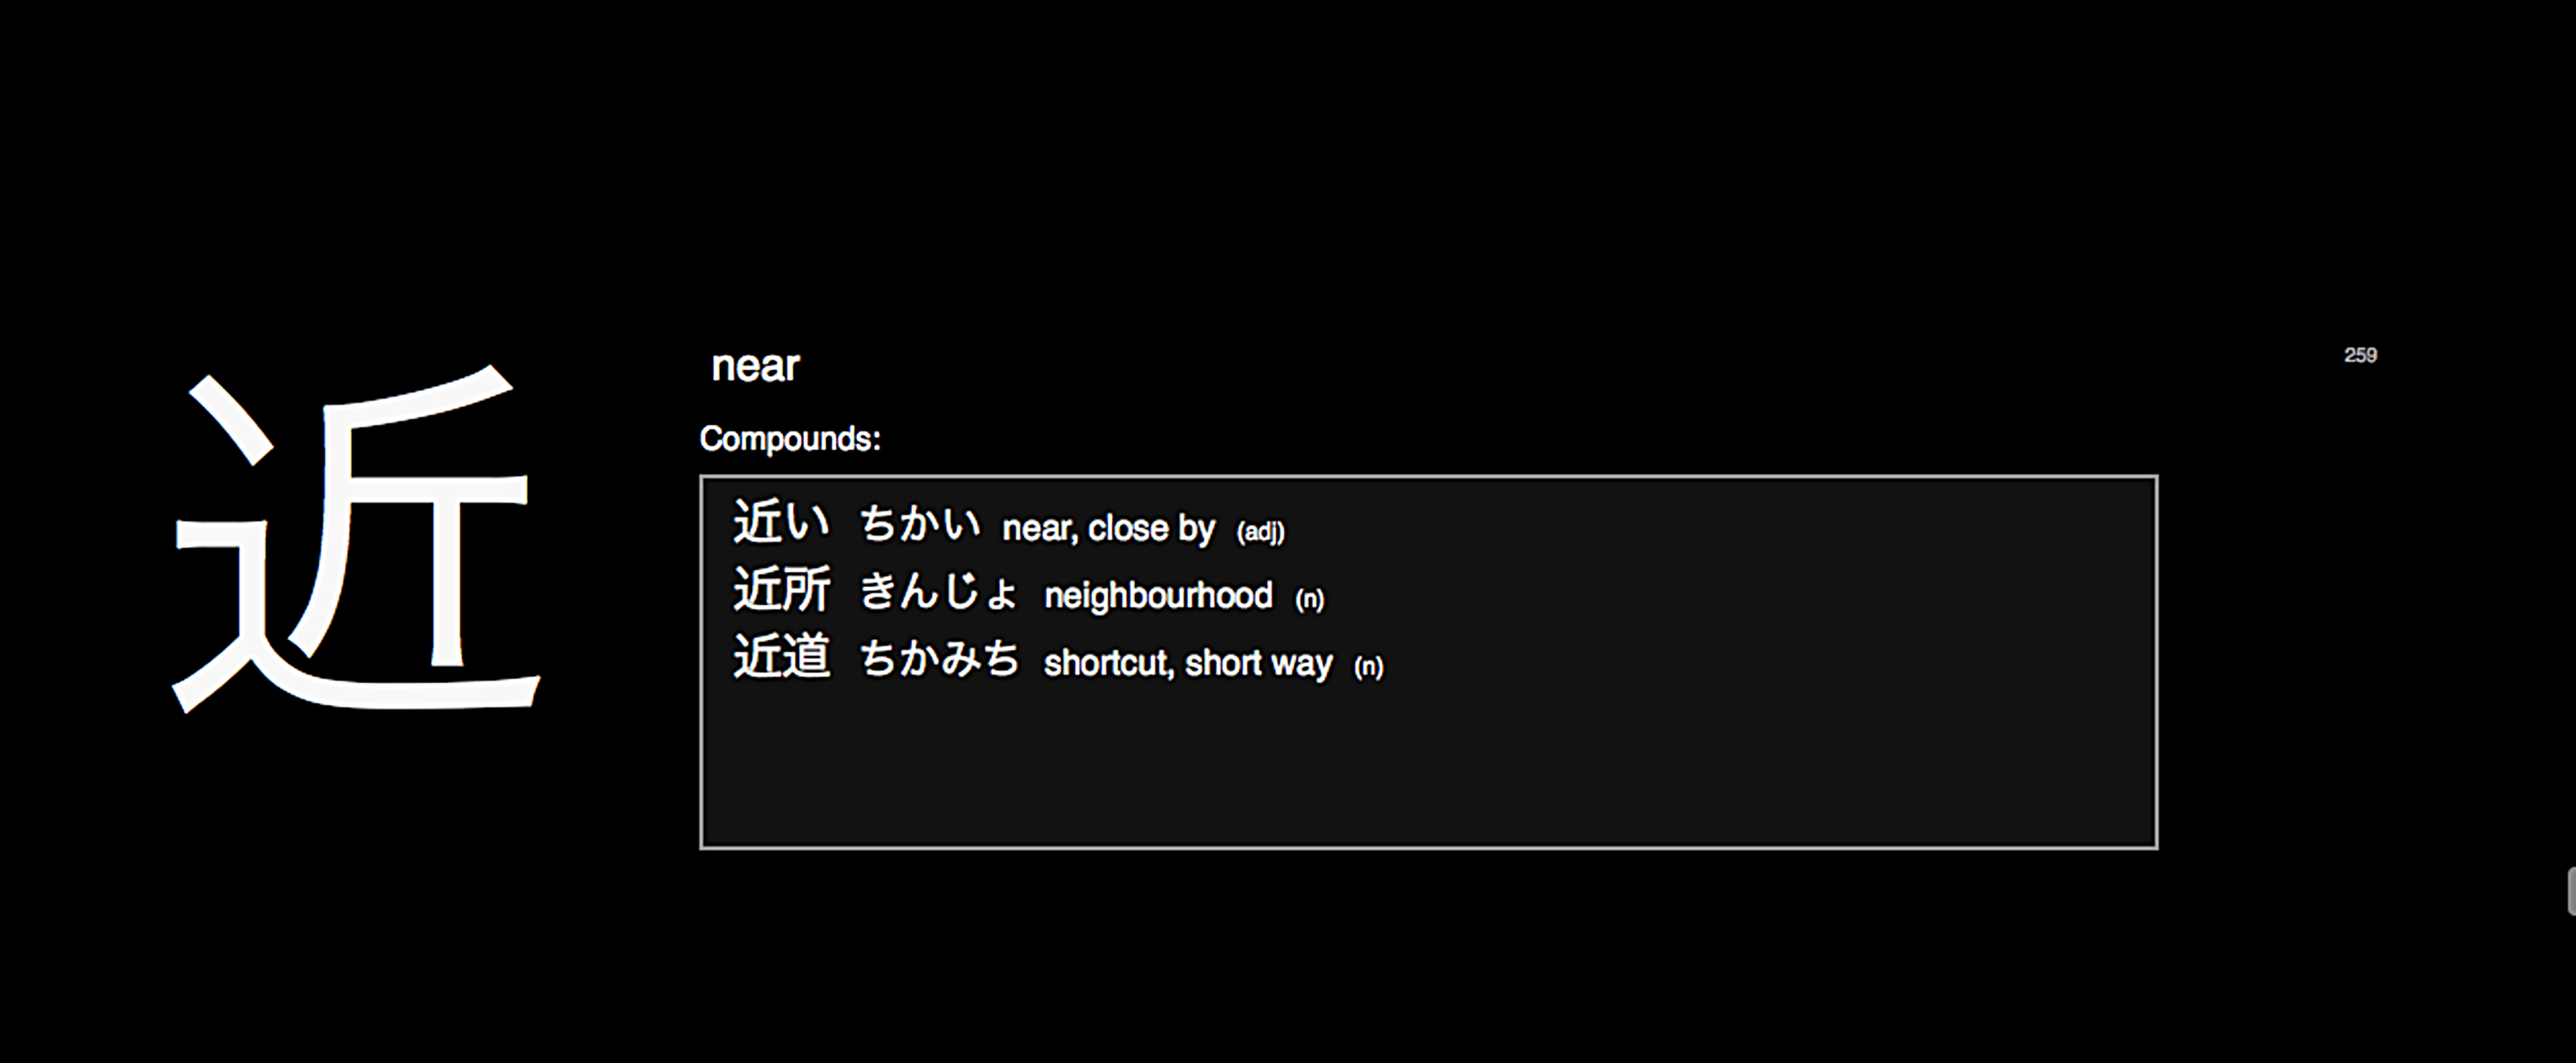 近
near
259
Compounds:
近い ちかい near, close by (adj)
近所 きんじょ neighbourhood (n)
近道 ちかみち shortcut, short way (n)